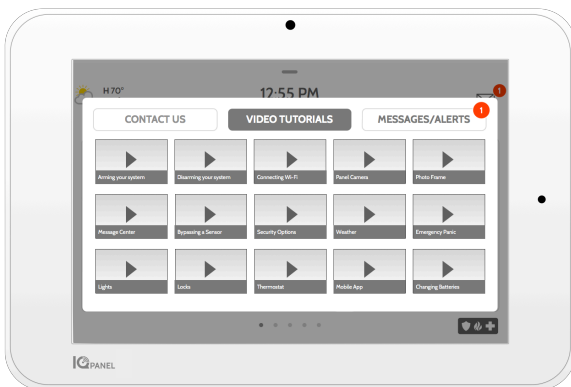 H 70°
12:55 PM
1
CONTACT US
VIDEO TUTORIALS
MESSAGES/ALERTS
1
Arming your system
Disarming your system
Connecting Wi-Fi
Panel Camera
Photo Frame
Message Center
Bypassing a Sensor
Security Options
Weather
Emergency Panic
Lights
Locks
Thermostat
Mobile App
Changing Batteries
IQ PANEL